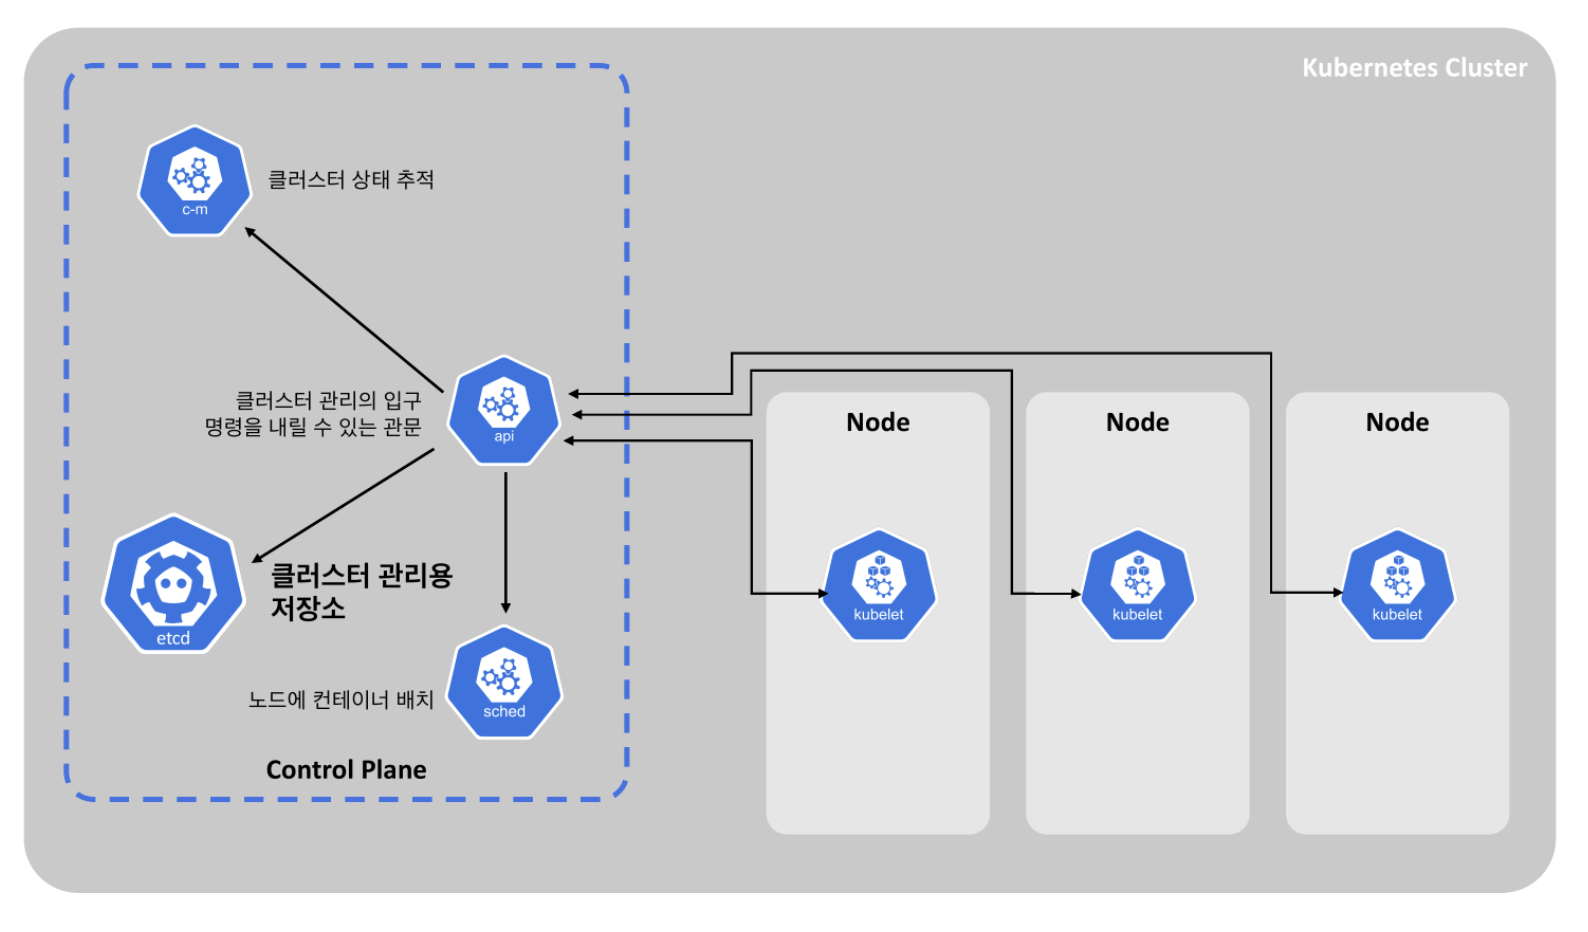 Kubernetes Cluster
c-m
클러스터 상태 추적
클러스터 관리의 입구
명령을 내릴 수 있는 관문
api
etcd
클러스터 관리용
저장소
노드에 컨테이너 배치
sched
Control Plane
Node
kubelet
Node
kubelet
Node
kubelet